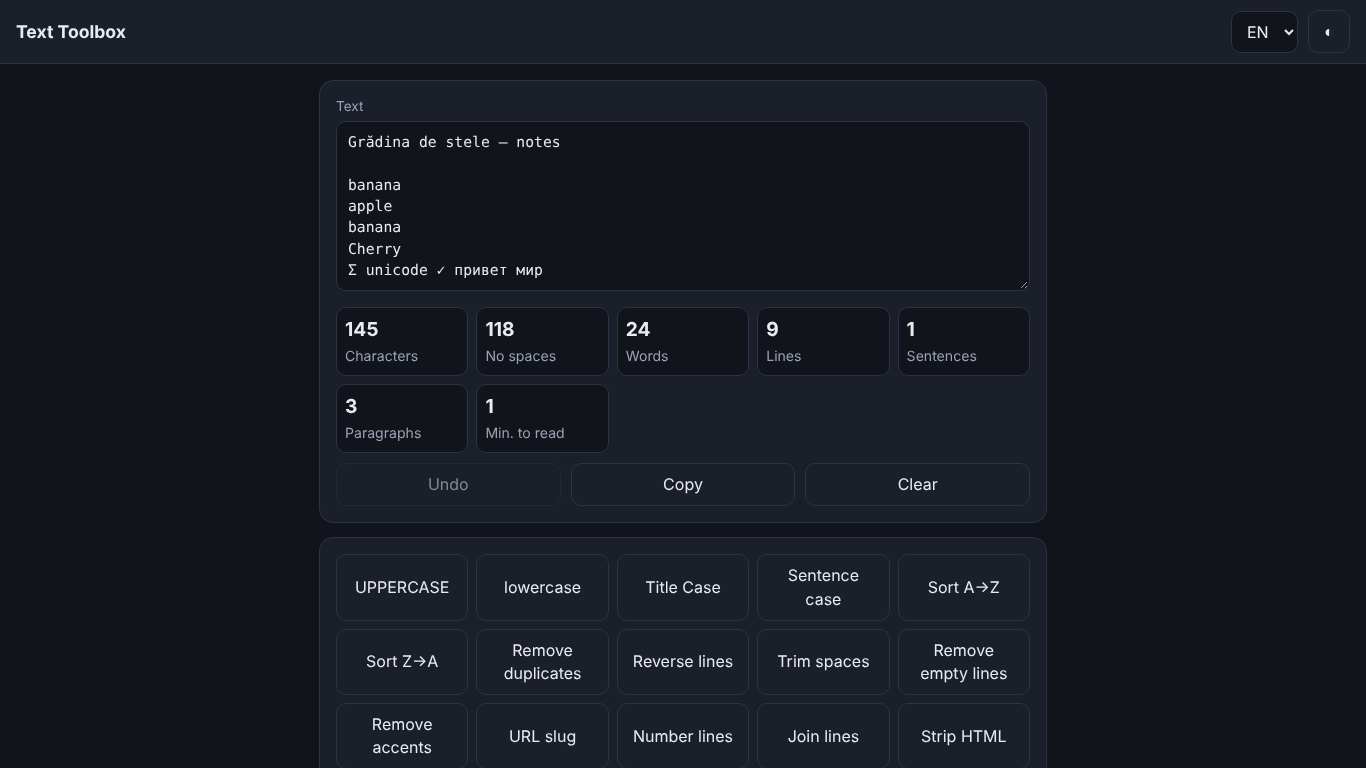 Text Toolbox
EN
Text
Grădina de stele — notes

banana
apple
banana
Cherry
Σ unicode ✓ привет мир
145
Characters
118
No spaces
24
Words
9
Lines
1
Sentences
3
Paragraphs
1
Min. to read
Undo
Copy
Clear
UPPERCASE
lowercase
Title Case
Sentence
case
Sort A→Z
Sort Z→A
Remove
duplicates
Reverse lines
Trim spaces
Remove
empty lines
Remove
accents
URL slug
Number lines
Join lines
Strip HTML